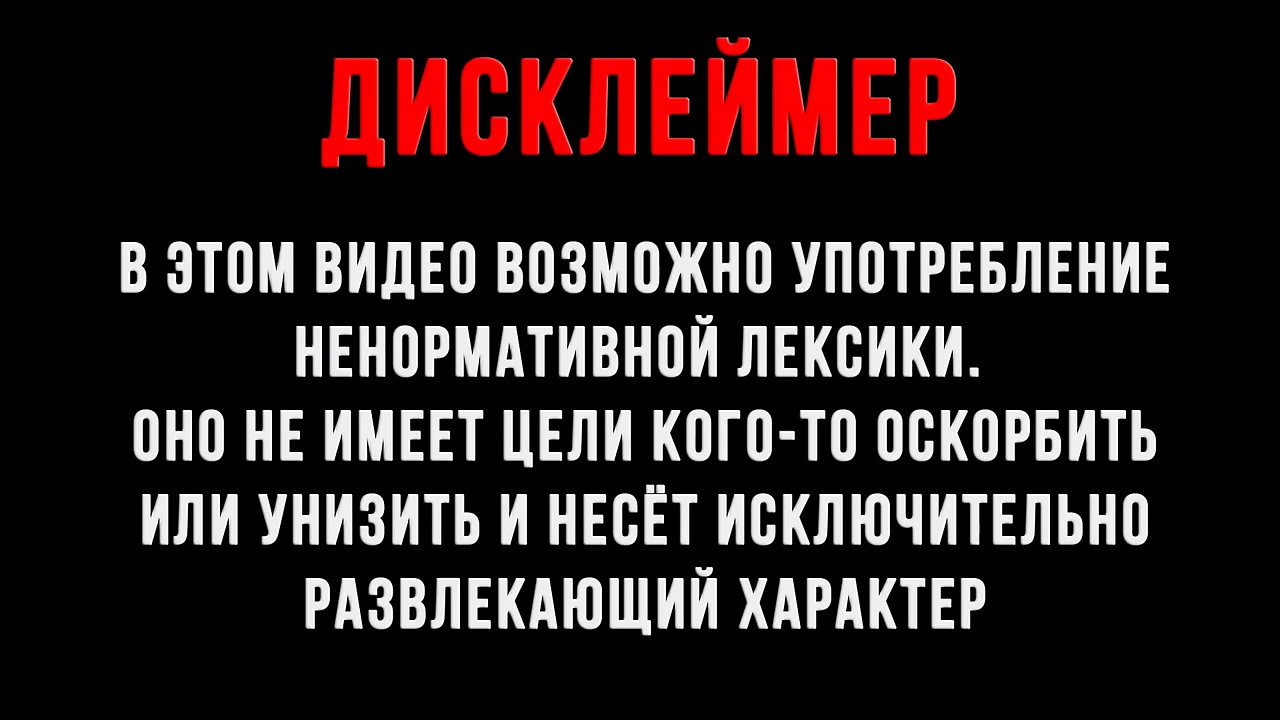 ДИСКЛЕЙМЕР
В ЭТОМ ВИДЕО ВОЗМОЖНО УПОТРЕБЛЕНИЕ
НЕНОРМАТИВНОЙ ЛЕКСИКИ.
ОНО НЕ ИМЕЕТ ЦЕЛИ КОГО-ТО ОСКОРБИТЬ
ИЛИ УНИЗИТЬ И НЕСЁТ ИСКЛЮЧИТЕЛЬНО
РАЗВЛЕКАЮЩИЙ ХАРАКТЕР